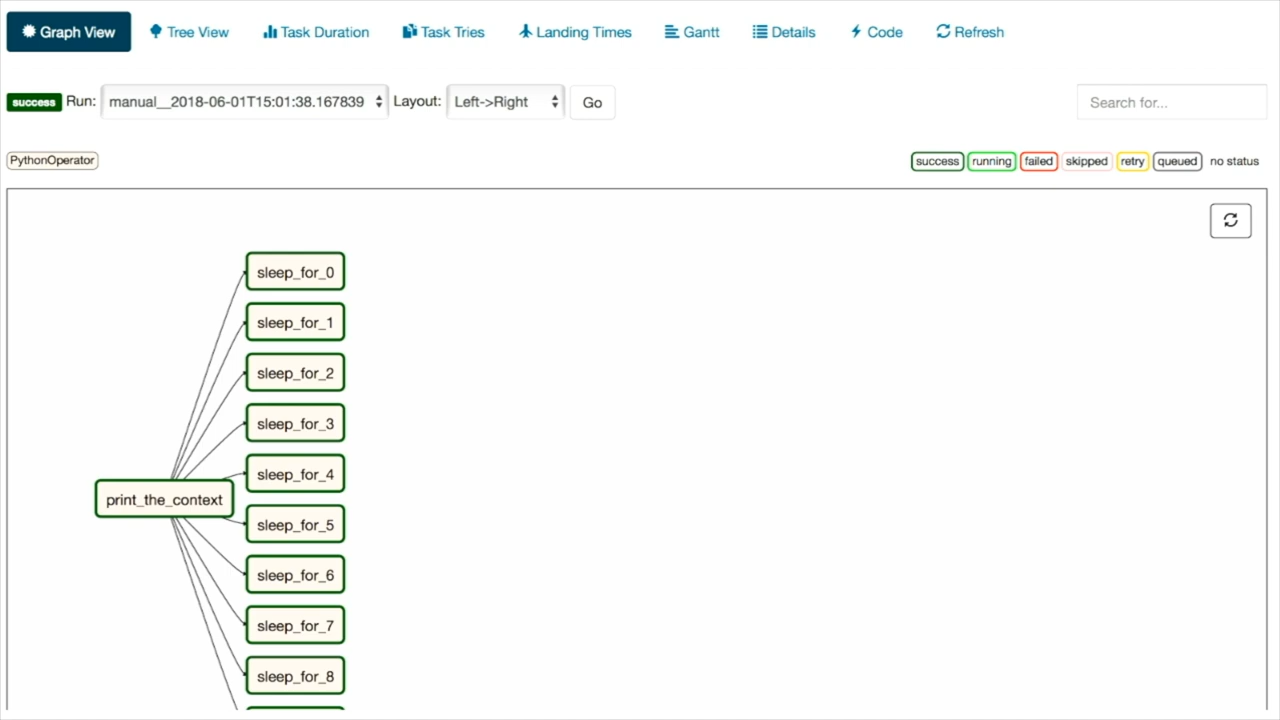 Graph View Tree View Task Duration Task Tries Landing Times Gantt Details Code Refresh
success Run: manual__2018-06-01T15:01:38.167839 Layout: Left->Right Go Search for...
PythonOperator success running failed skipped retry queued no status
sleep_for_0
sleep_for_1
sleep_for_2
sleep_for_3
sleep_for_4
print_the_context
sleep_for_5
sleep_for_6
sleep_for_7
sleep_for_8